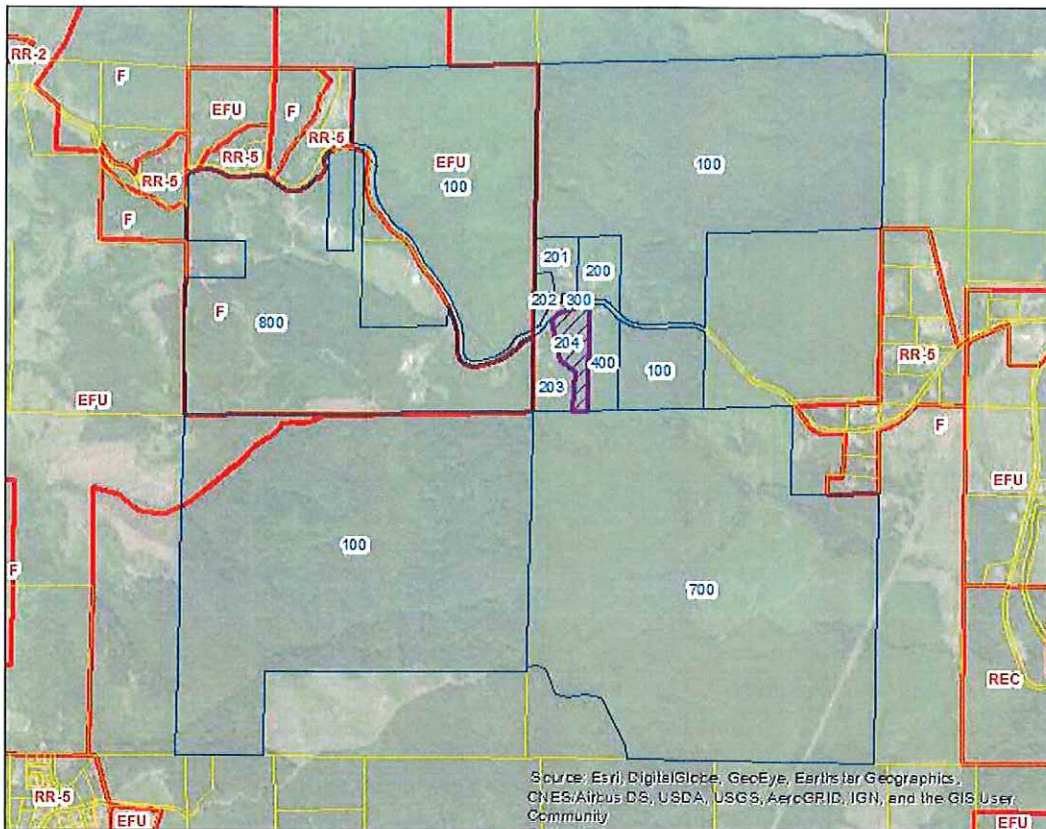 RR-2
F
EFU
F
RR-5
RR-5
RR-5
F
EFU
100
100
201
200
202
300
F
800
204
400
100
203
RR-5
EFU
F
EFU
100
700
F
REC
Source: Esri, DigitalGlobe, GeoEye, Earthstar Geographics,
CNES/Airbus DS, USDA, USGS, AeroGRID, IGN, and the GIS User
Community
RR-5
EFU
EFU